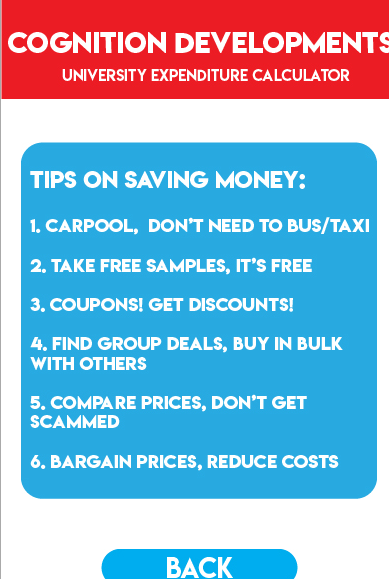 COGNITION DEVELOPMENTS
UNIVERSITY EXPENDITURE CALCULATOR
TIPS ON SAVING MONEY:
1. CARPOOL, DON'T NEED TO BUS/TAXI
2. TAKE FREE SAMPLES, IT'S FREE
3. COUPONS! GET DISCOUNTS!
4. FIND GROUP DEALS, BUY IN BULK
WITH OTHERS
5. COMPARE PRICES, DON'T GET
SCAMMED
6. BARGAIN PRICES, REDUCE COSTS
BACK